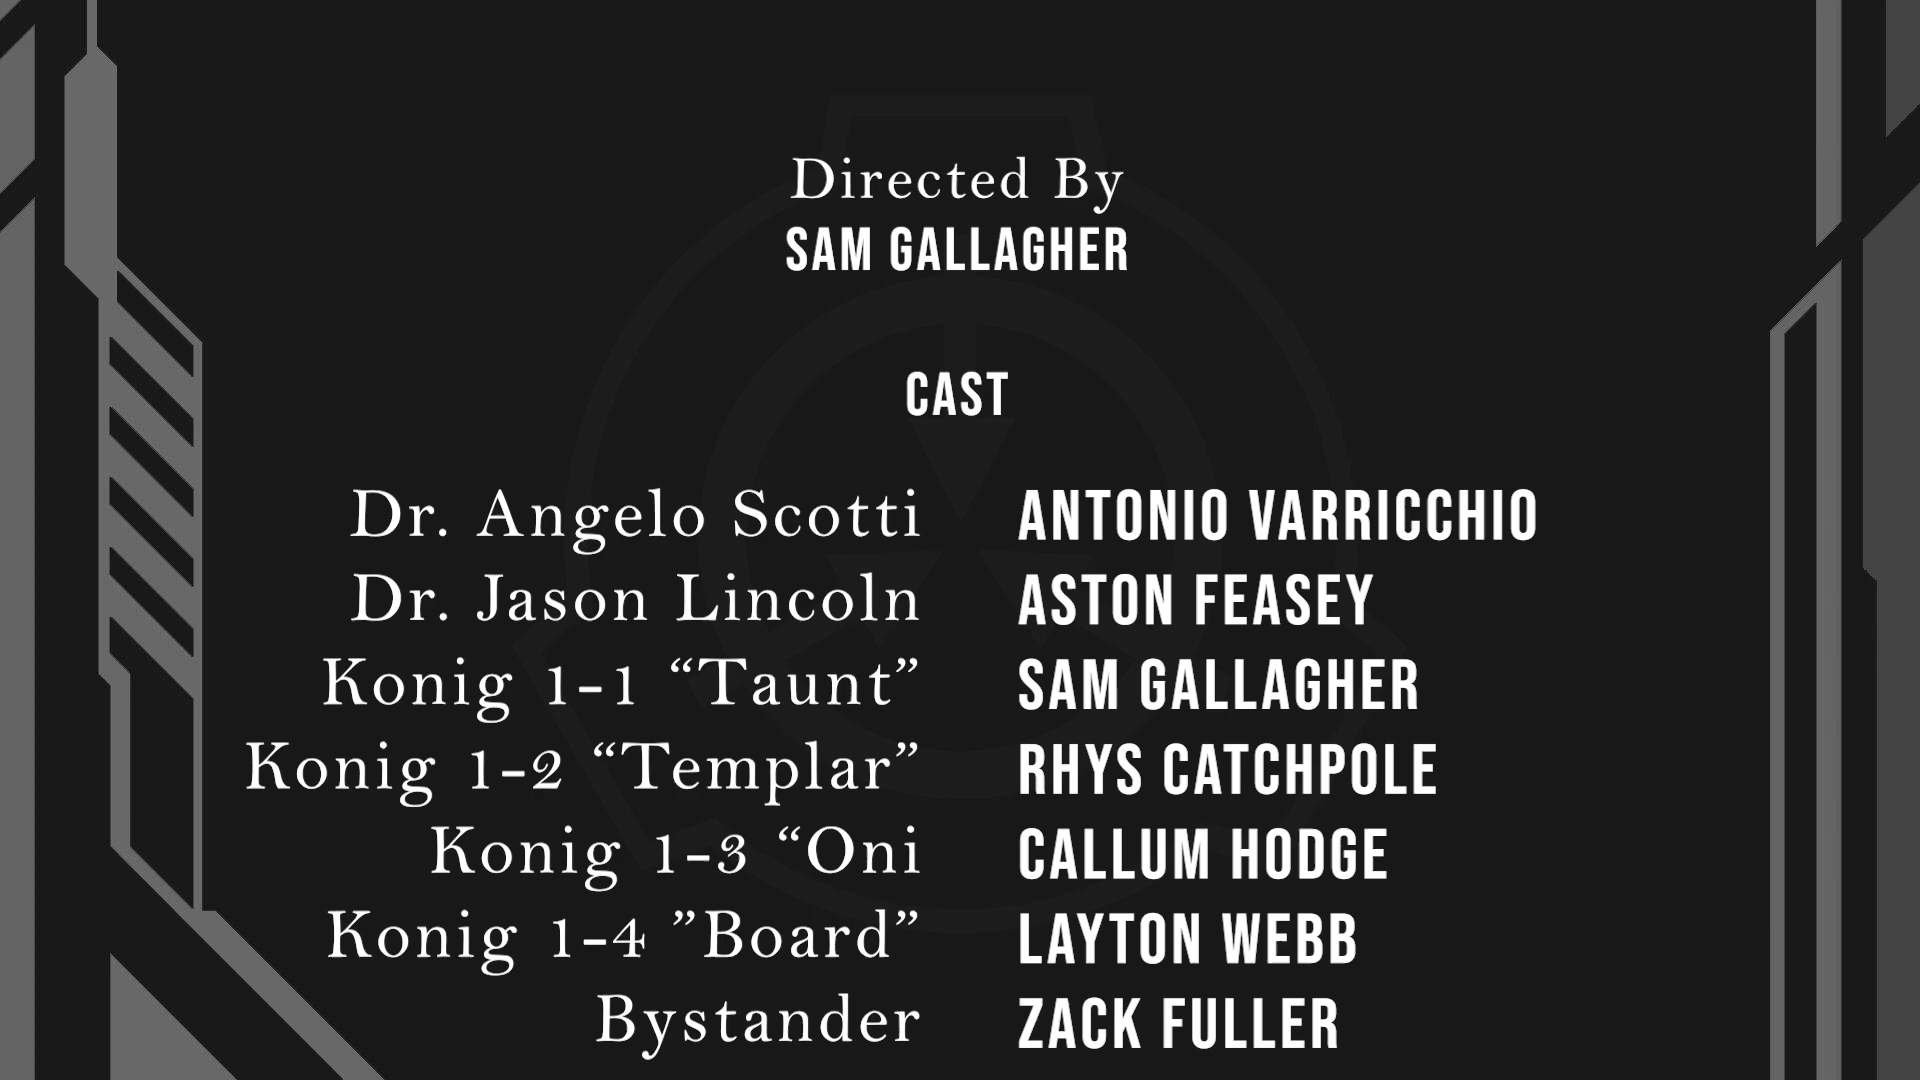 Directed By
SAM GALLAGHER
CAST
Dr. Angelo Scotti ANTONIO VARRICCHIO
Dr. Jason Lincoln ASTON FEASEY
Konig 1-1 “Taunt” SAM GALLAGHER
Konig 1-2 “Templar” RHYS CATCHPOLE
Konig 1-3 “Oni CALLUM HODGE
Konig 1-4 ”Board” LAYTON WEBB
Bystander ZACK FULLER